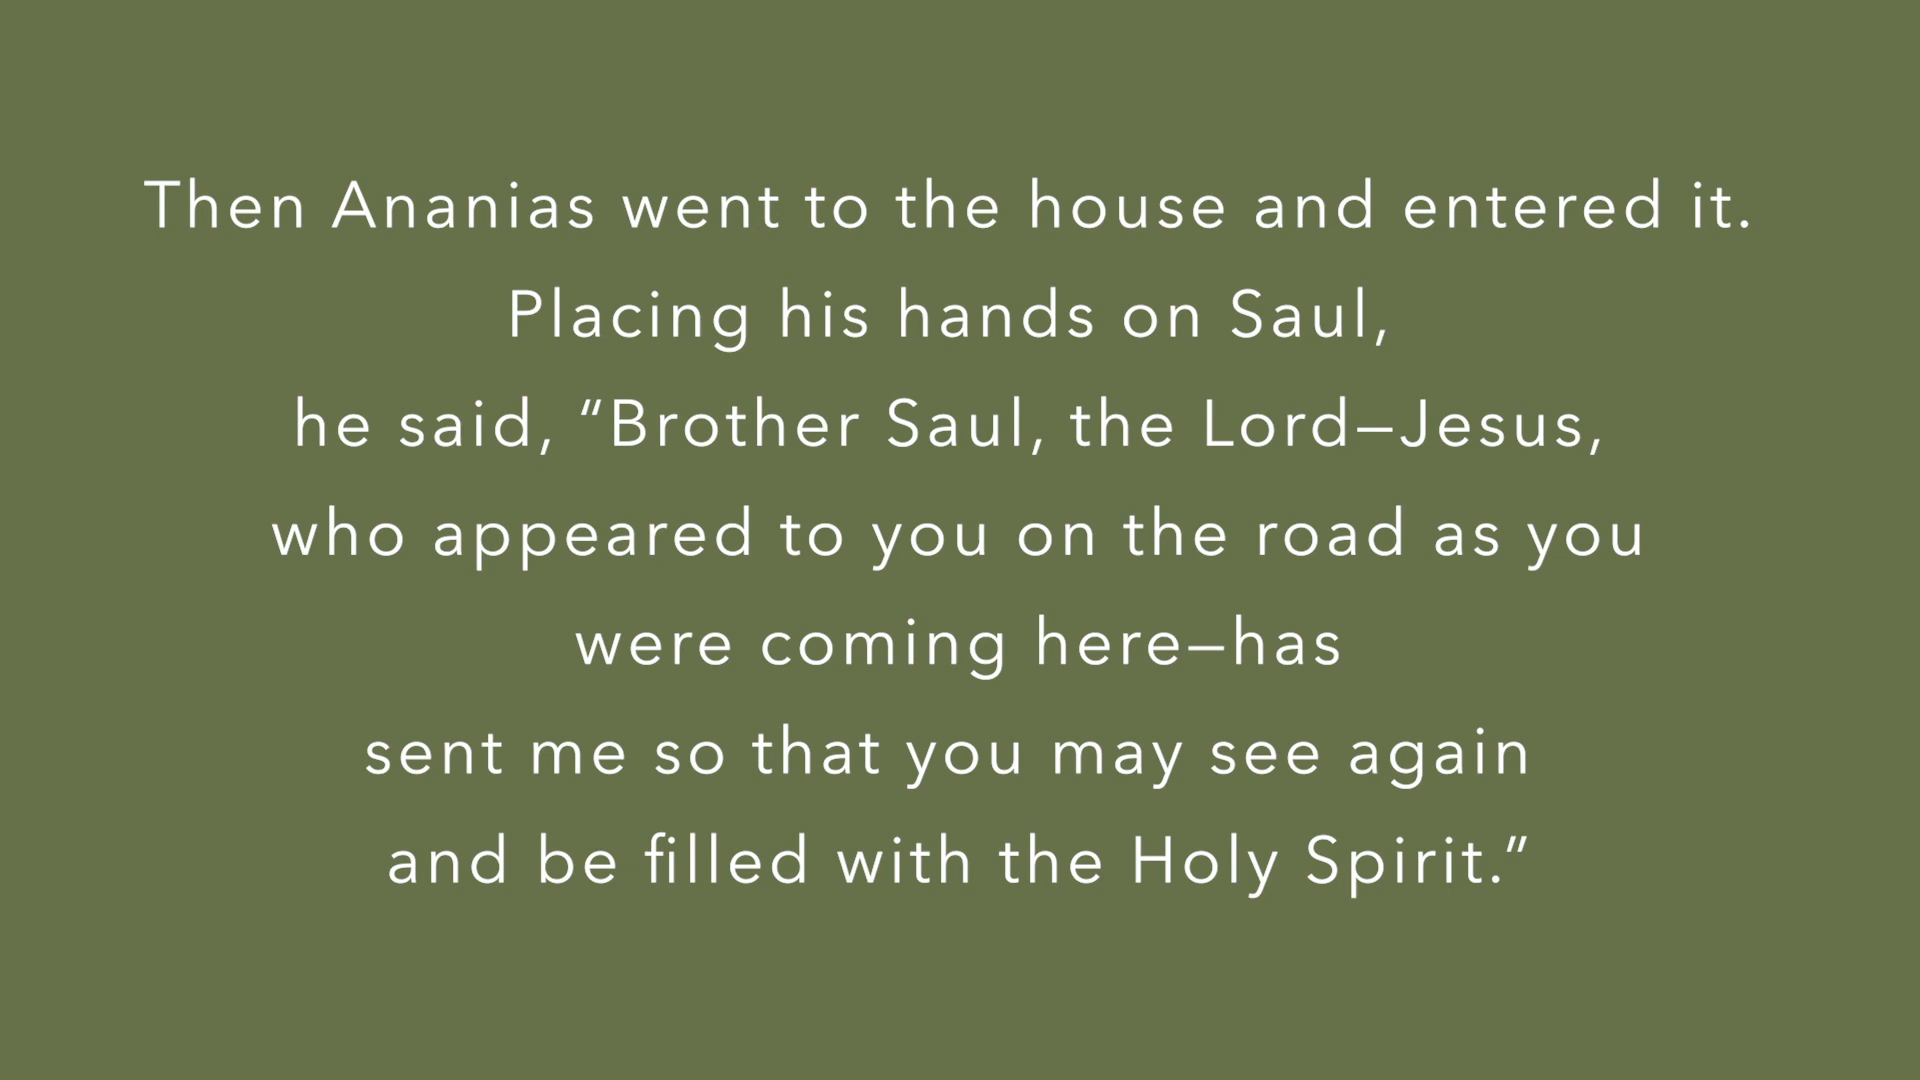 Then Ananias went to the house and entered it.
Placing his hands on Saul,
he said, “Brother Saul, the Lord—Jesus,
who appeared to you on the road as you
were coming here—has
sent me so that you may see again
and be filled with the Holy Spirit.”